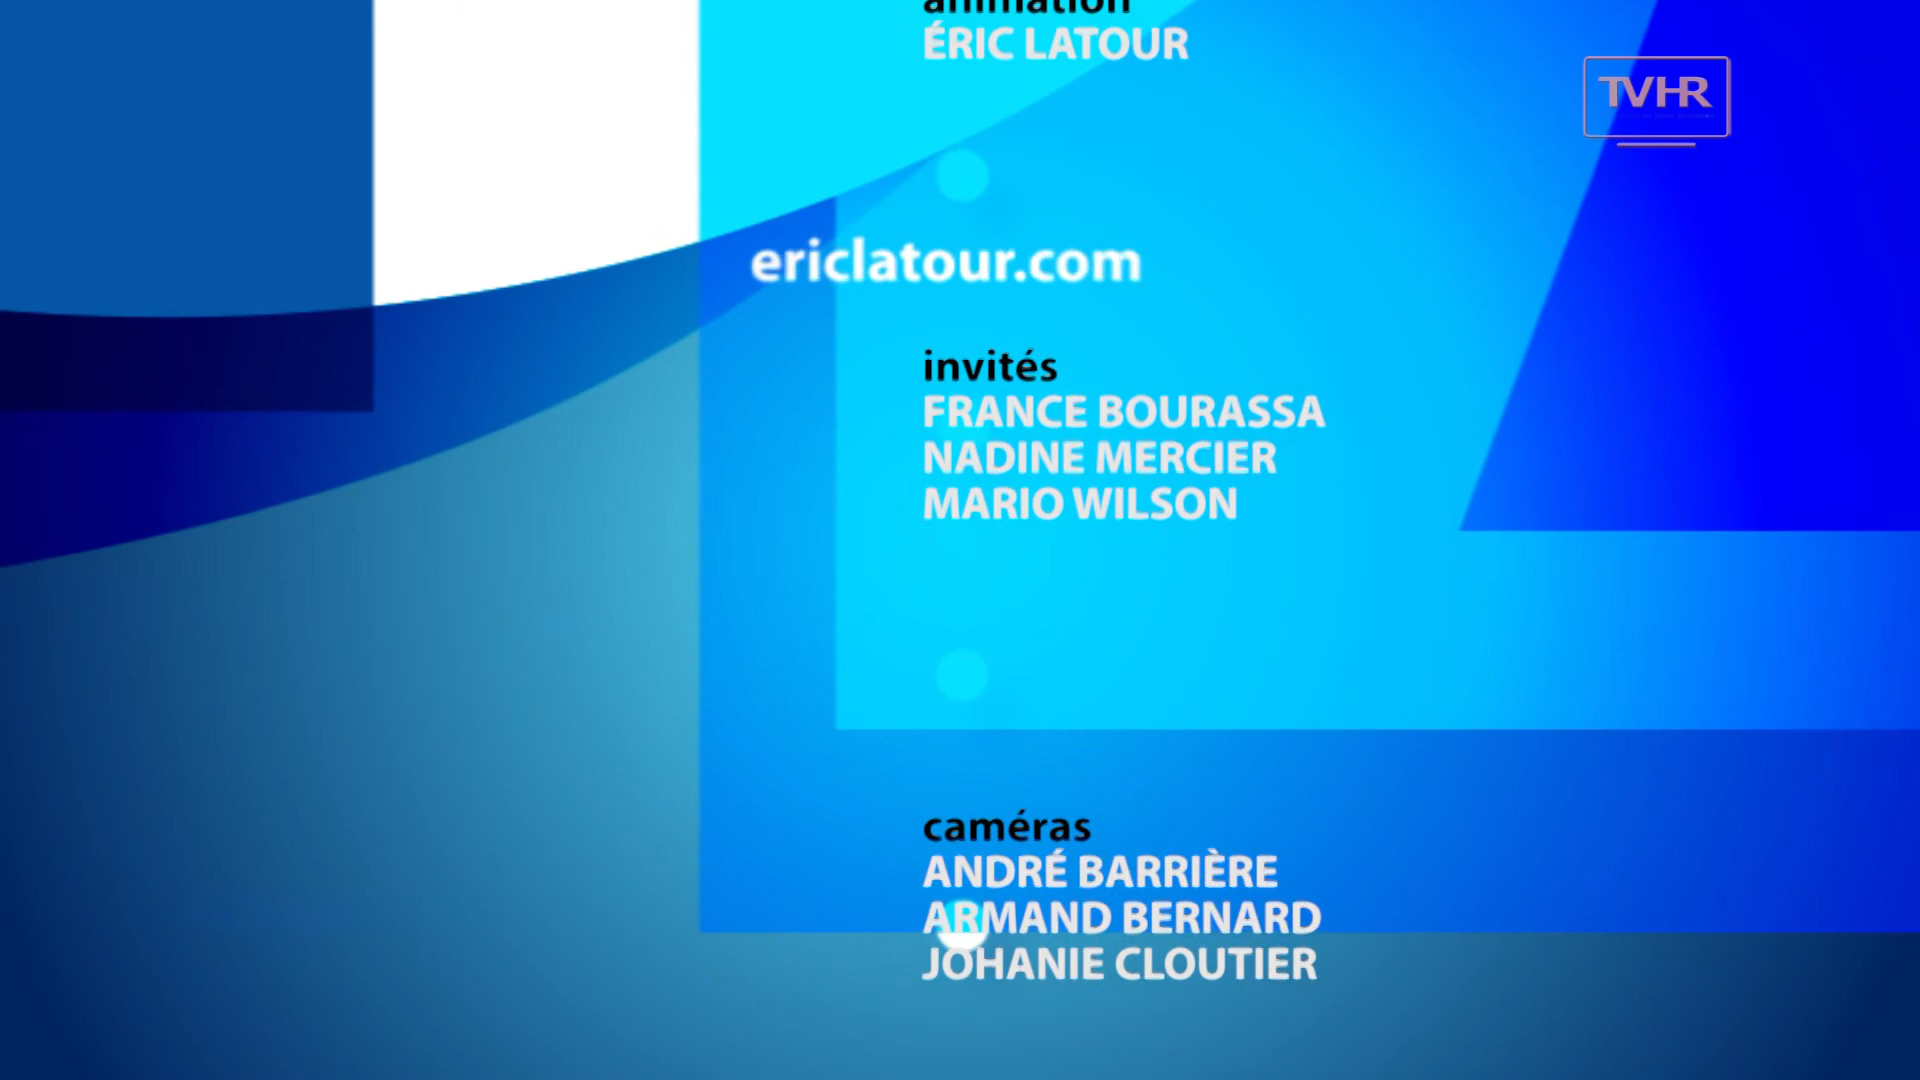 animation
ÉRIC LATOUR
TVHR
ericlatour.com
invités
FRANCE BOURASSA
NADINE MERCIER
MARIO WILSON
caméras
ANDRÉ BARRIÈRE
ARMAND BERNARD
JOHANIE CLOUTIER